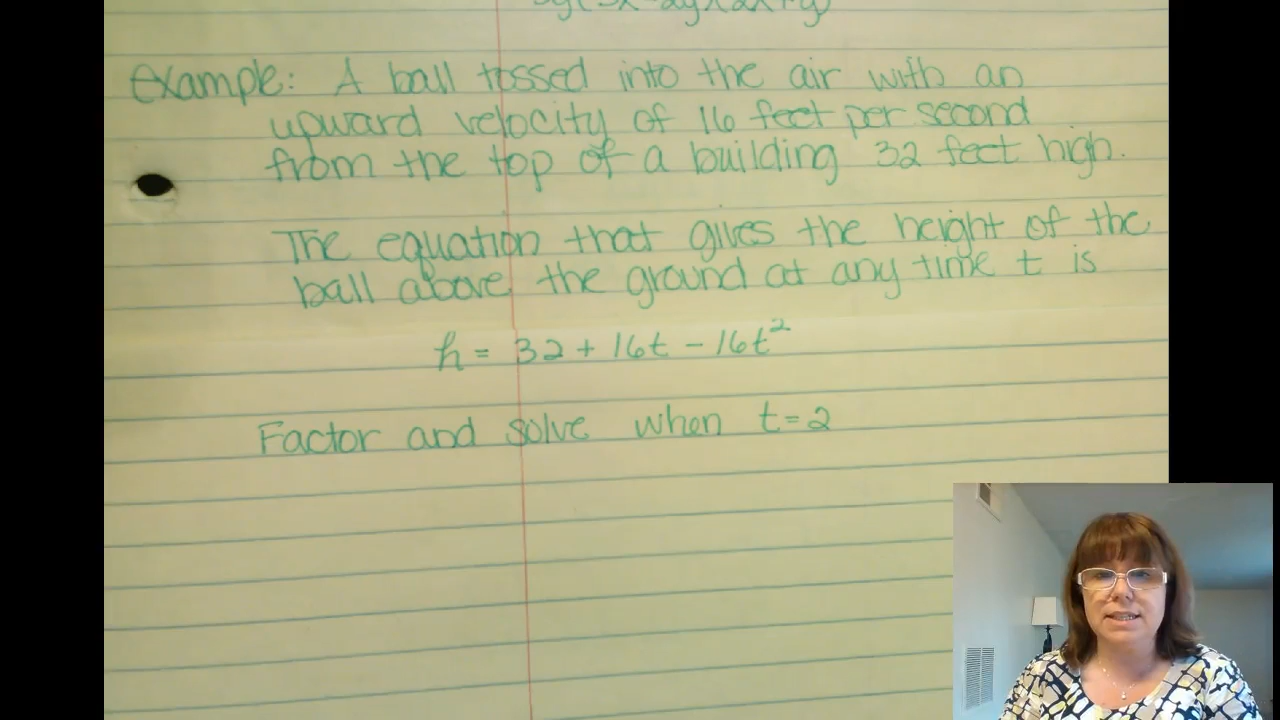 Example: A ball tossed into the air with an
upward velocity of 16 feet per second
from the top of a building 32 feet high.
The equation that gives the height of the
ball above the ground at any time t is
h = 32 + 16t - 16t²
Factor and solve when t=2